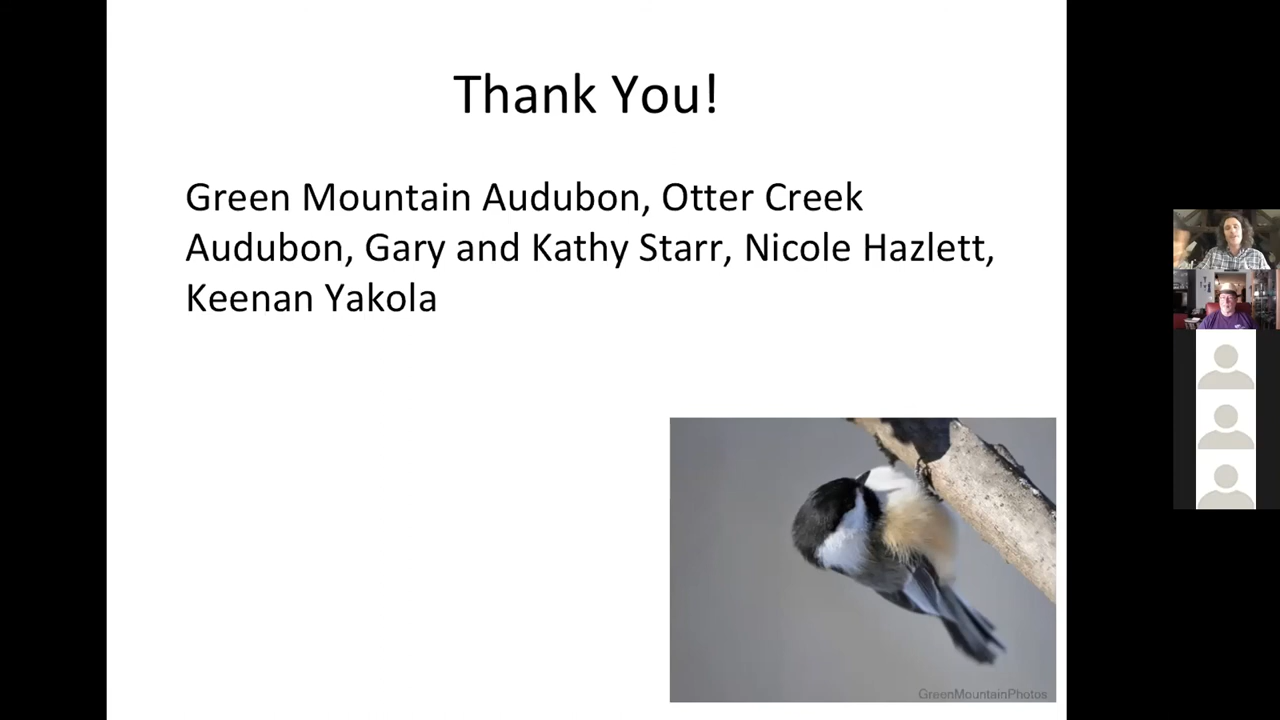 Thank You!
Green Mountain Audubon, Otter Creek
Audubon, Gary and Kathy Starr, Nicole Hazlett,
Keenan Yakola
GreenMountainPhotos